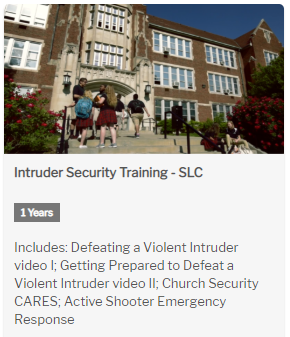 Intruder Security Training - SLC
1 Years
Includes: Defeating a Violent Intruder
video I; Getting Prepared to Defeat a
Violent Intruder video II; Church Security
CARES; Active Shooter Emergency
Response